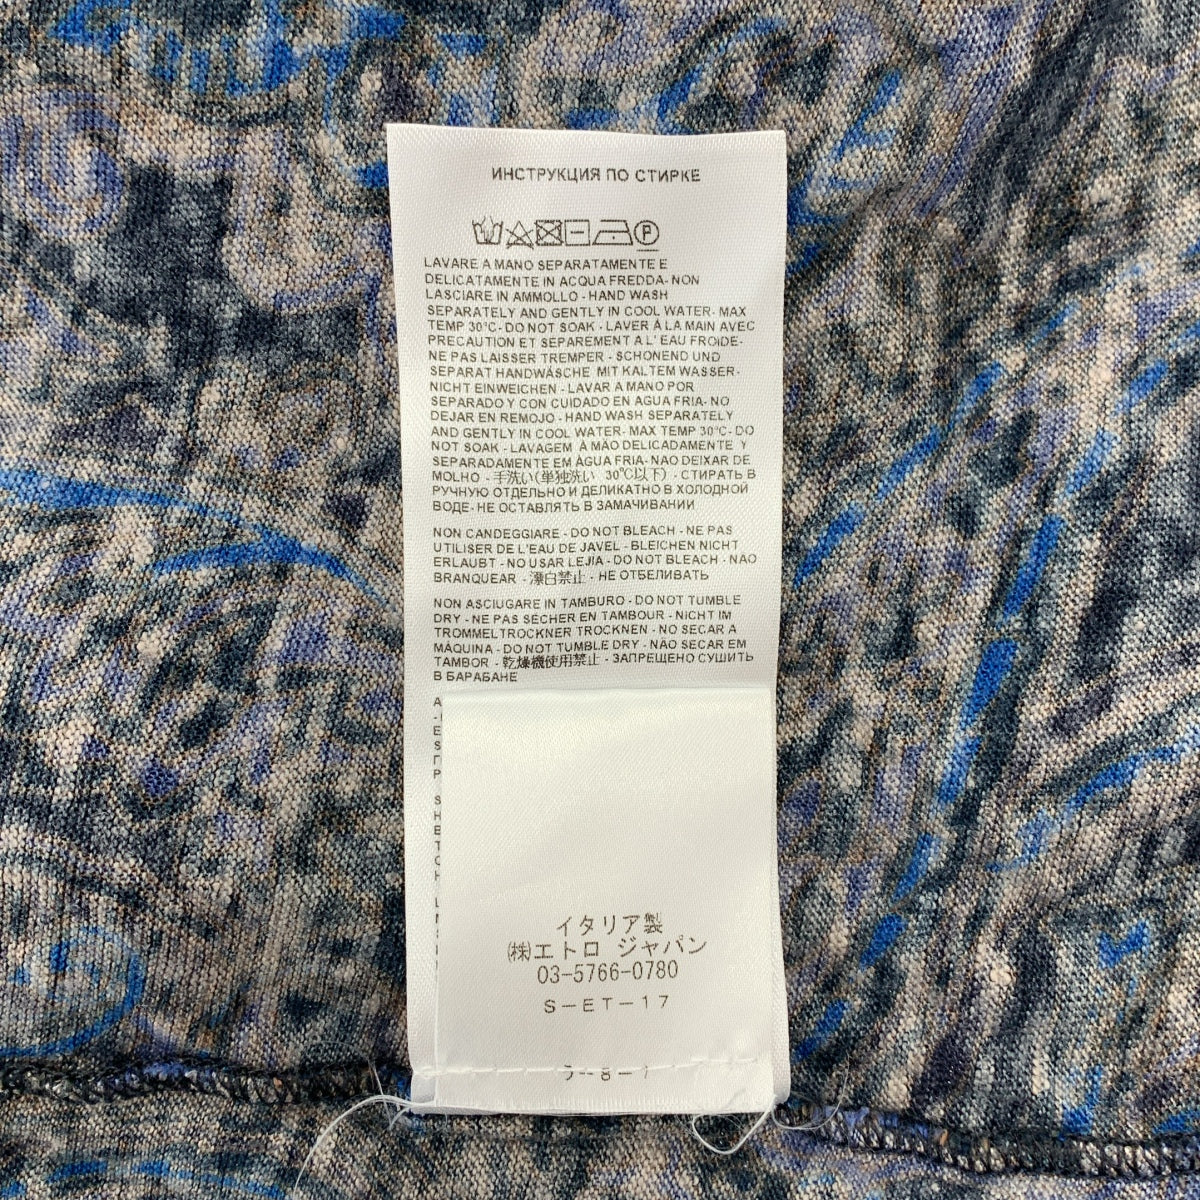 ИНСТРУКЦИЯ ПО СТИРКЕ
LAVARE A MANO SEPARATAMENTE E
DELICATAMENTE IN ACQUA FREDDA- NON
LASCIARE IN AMMOLLO - HAND WASH
SEPARATELY AND GENTLY IN COOL WATER- MAX
TEMP 30°C- DO NOT SOAK - LAVER À LA MAIN AVEC
PRECAUTION ET SEPAREMENT A L' EAU FROIDE-
NE PAS LAISSER TREMPER - SCHONEND UND
SEPARAT HANDWÄSCHE MIT KALTEM WASSER-
NICHT EINWEICHEN - LAVAR A MANO POR
SEPARADO Y CON CUIDADO EN AGUA FRIA- NO
DEJAR EN REMOJO - HAND WASH SEPARATELY
AND GENTLY IN COOL WATER- MAX TEMP 30°C- DO
NOT SOAK - LAVAGEM À MÃO DELICADAMENTE Y
SEPARADAMENTE EM ÀGUA FRIA- NAO DEIXAR DE
MOLHO - 手洗い(単独洗い 30℃以下) - СТИРАТЬ В
РУЧНУЮ ОТДЕЛЬНО И ДЕЛИКАТНО В ХОЛОДНОЙ
ВОДЕ- НЕ ОСТАВЛЯТЬ В ЗАМАЧИВАНИИ
NON CANDEGGIARE - DO NOT BLEACH - NE PAS
UTILISER DE L'EAU DE JAVEL - BLEICHEN NICHT
ERLAUBT - NO USAR LEJIA - DO NOT BLEACH - NÃO
BRANQUEAR - 漂白禁止 - НЕ ОТБЕЛИВАТЬ
NON ASCIUGARE IN TAMBURO - DO NOT TUMBLE
DRY - NE PAS SÉCHER EN TAMBOUR - NICHT IM
TROMMELTROCKNER TROCKNEN - NO SECAR A
MÁQUINA - DO NOT TUMBLE DRY - NÃO SECAR EM
TAMBOR - 乾燥機使用禁止 - ЗАПРЕЩЕНО СУШИТЬ
В БАРАБАНЕ
イタリア製
(株)エトロ ジャパン
03-5766-0780
S-ET-17